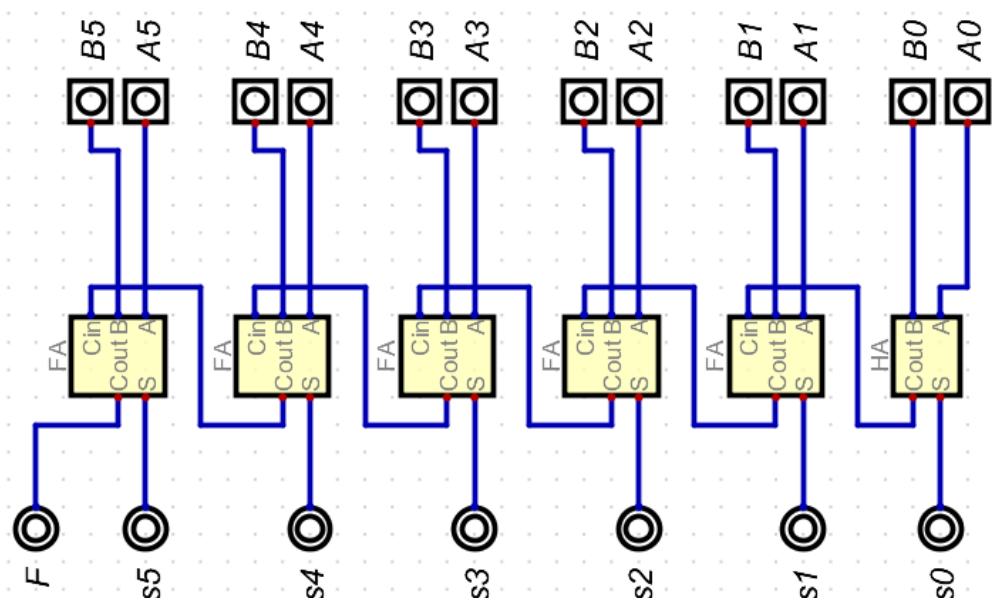 B5 A5 B4 A4 B3 A3 B2 A2 B1 A1 B0 A0
FA Cin B A Cout S
FA Cin B A Cout S
FA Cin B A Cout S
FA Cin B A Cout S
FA Cin B A Cout S
HA B A Cout S
F s5 s4 s3 s2 s1 s0